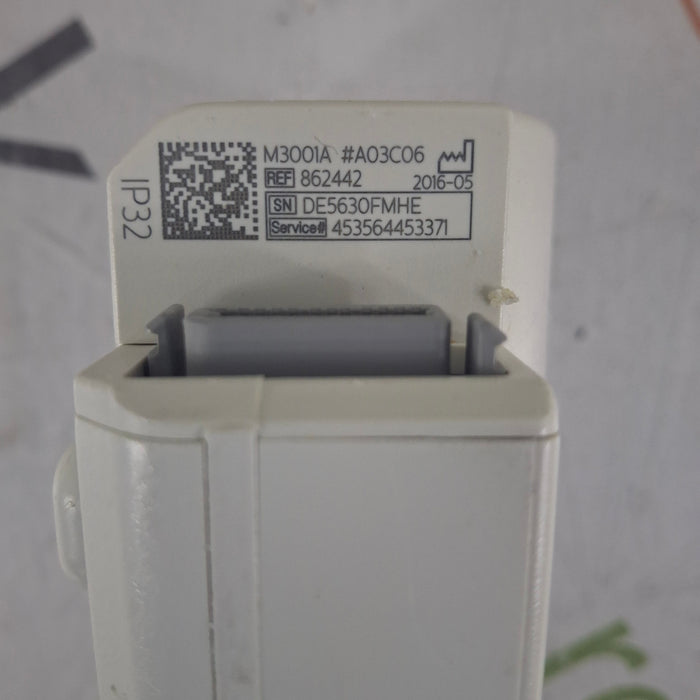 M3001A #A03C06
REF 862442 2016-05
SN DE5630FMHE
Service# 453564453371
IP32